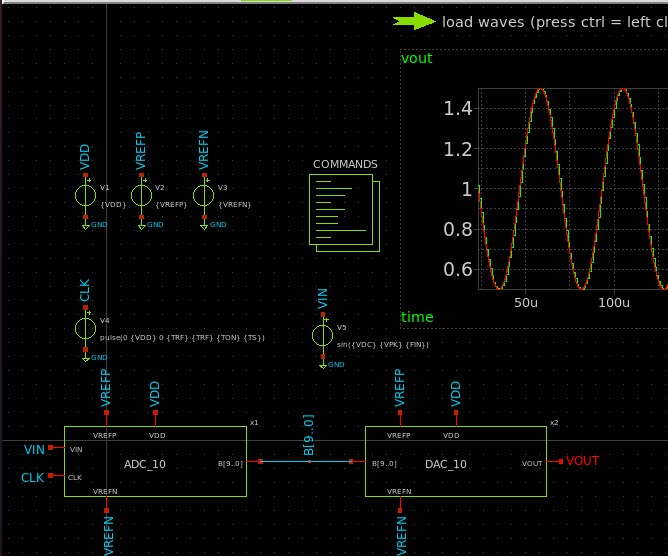 load waves (press ctrl = left cl
vout
1.4
1.2
1
0.8
0.6
50u
100u
time
COMMANDS
VDD
V1
{VDD}
GND
VREFP
V2
{VREFP}
GND
VREFN
V3
{VREFN}
GND
CLK
V4
pulse(0 {VDD} 0 {TRF} {TRF} {TON} {TS})
GND
VIN
V5
sin({VDC} {VPK} {FIN})
GND
VREFP
VDD
x1
VREFP
VDD
VIN
VIN
ADC_10
B[9..0]
CLK
CLK
VREFN
VREFN
B[9..0]
VREFP
VDD
x2
VREFP
VDD
B[9..0]
DAC_10
VOUT
VOUT
VREFN
VREFN